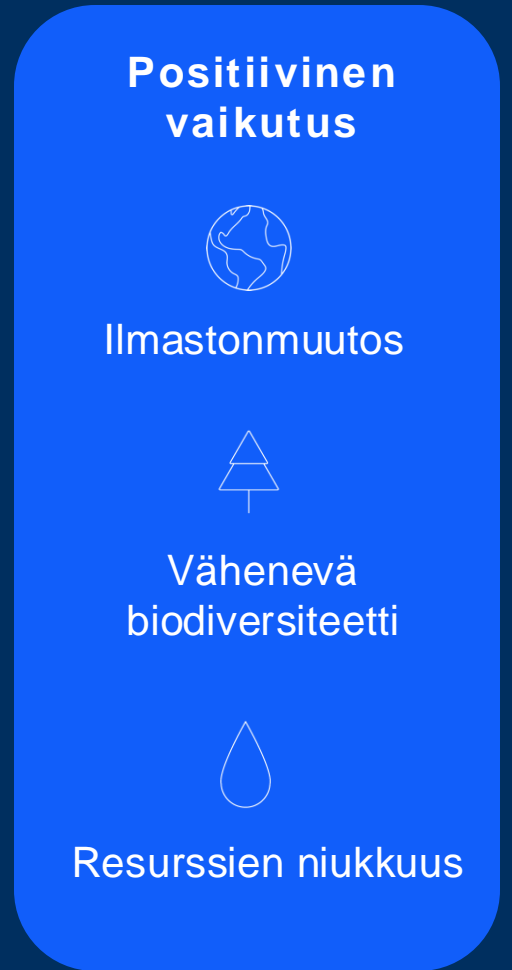 Positiivinen
vaikutus
Ilmastonmuutos
Vähenevä
biodiversiteetti
Resurssien niukkuus